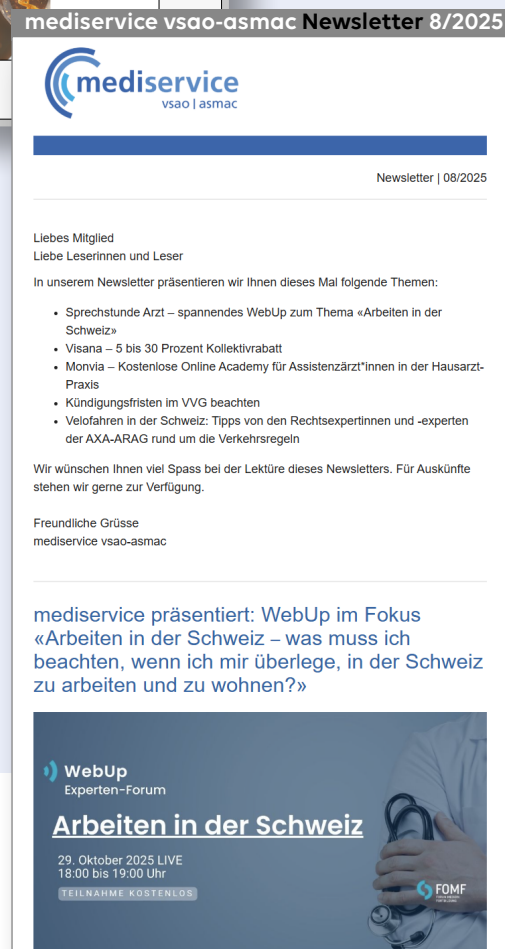 mediservice vsao-asmac Newsletter 8/2025
mediservice
vsao | asmac
Newsletter | 08/2025
Liebes Mitglied
Liebe Leserinnen und Leser
In unserem Newsletter präsentieren wir Ihnen dieses Mal folgende Themen:
• Sprechstunde Arzt – spannendes WebUp zum Thema «Arbeiten in der
Schweiz»
• Visana – 5 bis 30 Prozent Kollektivrabatt
• Monvia – Kostenlose Online Academy für Assistenzärzt*innen in der Hausarzt-
Praxis
• Kündigungsfristen im VVG beachten
• Velofahren in der Schweiz: Tipps von den Rechtsexpertinnen und -experten
der AXA-ARAG rund um die Verkehrsregeln
Wir wünschen Ihnen viel Spass bei der Lektüre dieses Newsletters. Für Auskünfte
stehen wir gerne zur Verfügung.
Freundliche Grüsse
mediservice vsao-asmac
mediservice präsentiert: WebUp im Fokus
«Arbeiten in der Schweiz – was muss ich
beachten, wenn ich mir überlege, in der Schweiz
zu arbeiten und zu wohnen?»
WebUp
Experten-Forum
Arbeiten in der Schweiz
29. Oktober 2025 LIVE
18:00 bis 19:00 Uhr
TEILNAHME KOSTENLOS
FOMF